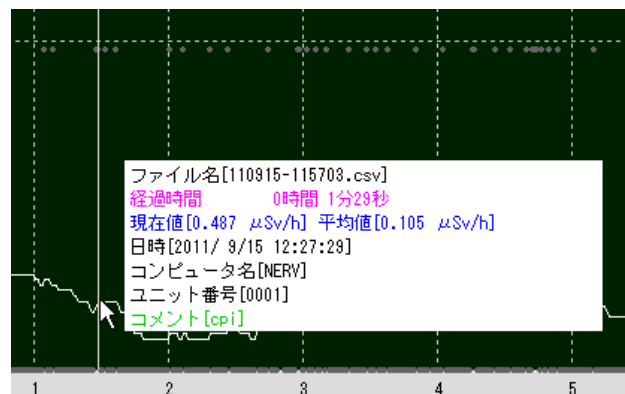 ファイル名[110915-115703.csv]
経過時間　　　0時間 1分29秒
現在値[0.487 μSv/h] 平均値[0.105 μSv/h]
日時[2011/ 9/15 12:27:29]
コンピュータ名[NERV]
ユニット番号[0001]
コメント[cpi]
1 2 3 4 5